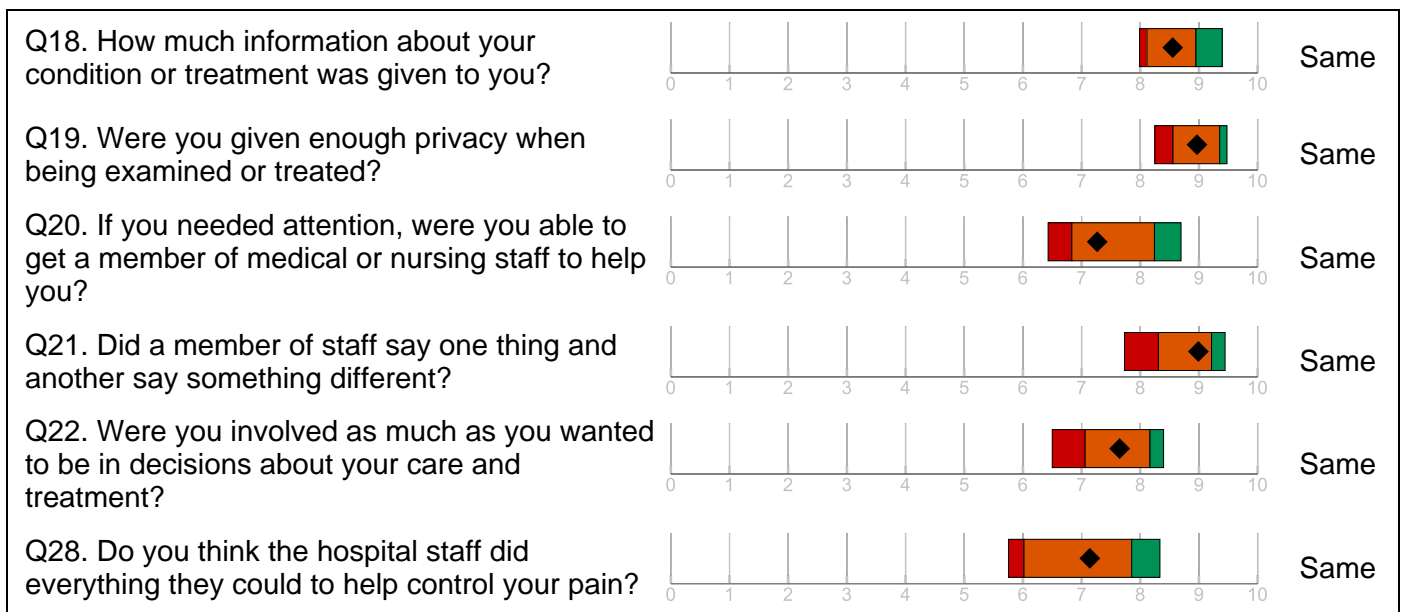 Q18. How much information about your
condition or treatment was given to you?
0 1 2 3 4 5 6 7 8 9 10
Same
Q19. Were you given enough privacy when
being examined or treated?
0 1 2 3 4 5 6 7 8 9 10
Same
Q20. If you needed attention, were you able to
get a member of medical or nursing staff to help
you?
0 1 2 3 4 5 6 7 8 9 10
Same
Q21. Did a member of staff say one thing and
another say something different?
0 1 2 3 4 5 6 7 8 9 10
Same
Q22. Were you involved as much as you wanted
to be in decisions about your care and
treatment?
0 1 2 3 4 5 6 7 8 9 10
Same
Q28. Do you think the hospital staff did
everything they could to help control your pain?
0 1 2 3 4 5 6 7 8 9 10
Same